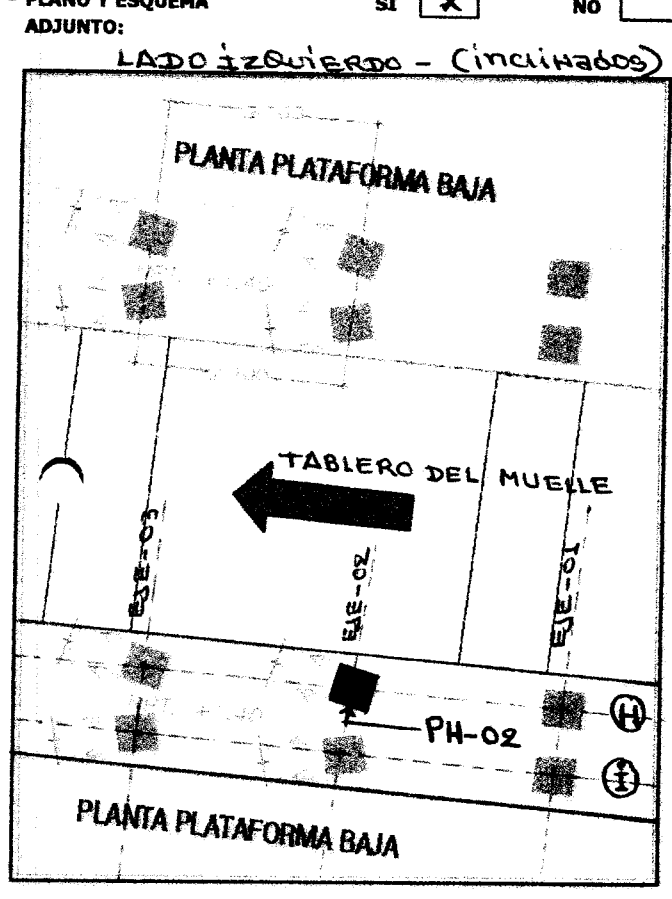 PLANO Y ESQUEMA SI X NO
ADJUNTO:
LADO IZQUIERDO - (inclinados)
PLANTA PLATAFORMA BAJA
TABLERO DEL MUELLE
EJE-03
EJE-02
EJE-01
H
PH-02
I
PLANTA PLATAFORMA BAJA